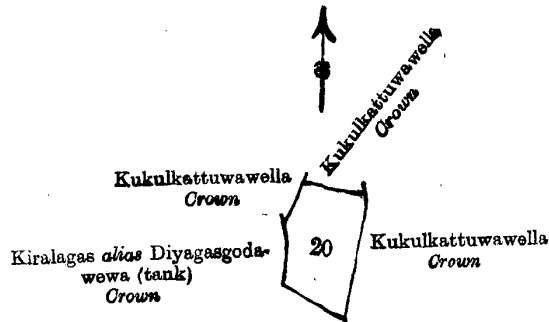 Kukulkattuwawella
Crown
Kukulkattuwawella
Crown
Kiralagas alias Diyagasgoda-
wewa (tank)
Crown
20
Kukulkattuwawella
Crown